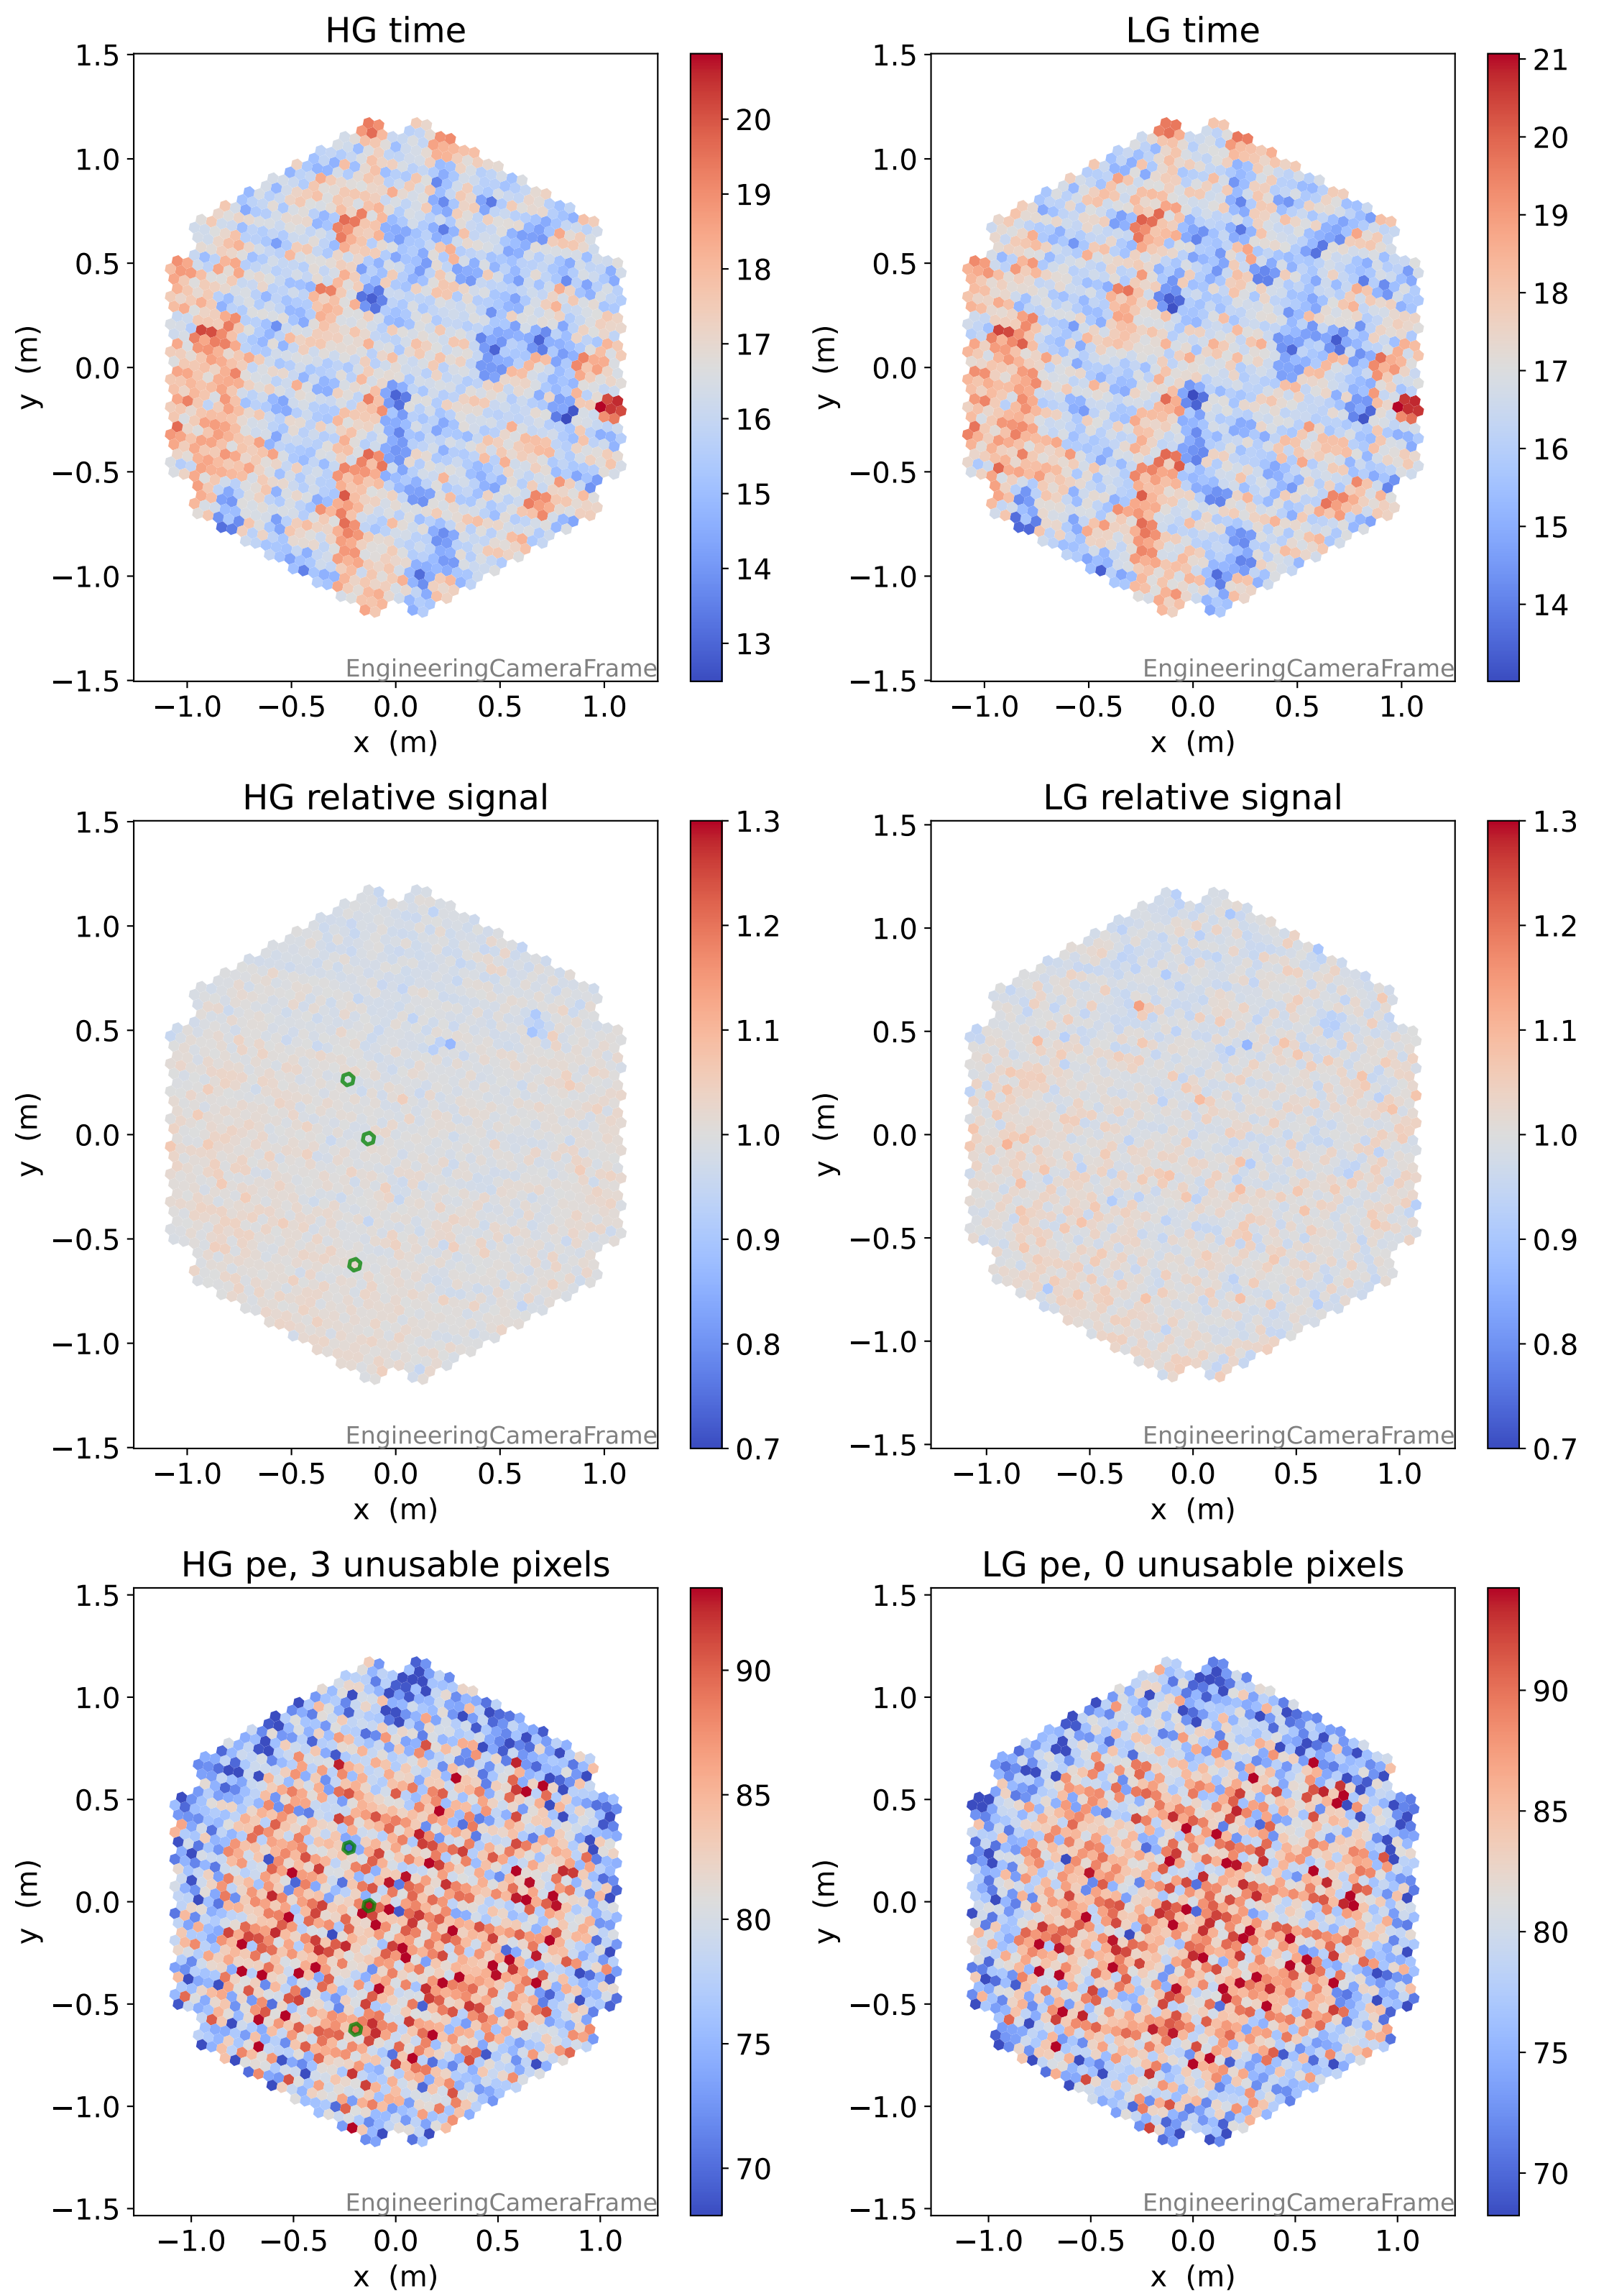 HG time
1.5
1.0
0.5
0.0
−0.5
−1.0
−1.5
y (m)
−1.0 −0.5 0.0 0.5 1.0
x (m)
EngineeringCameraFrame
20
19
18
17
16
15
14
13
LG time
1.5
1.0
0.5
0.0
−0.5
−1.0
−1.5
y (m)
−1.0 −0.5 0.0 0.5 1.0
x (m)
EngineeringCameraFrame
21
20
19
18
17
16
15
14
HG relative signal
1.5
1.0
0.5
0.0
−0.5
−1.0
−1.5
y (m)
−1.0 −0.5 0.0 0.5 1.0
x (m)
EngineeringCameraFrame
1.3
1.2
1.1
1.0
0.9
0.8
0.7
LG relative signal
1.5
1.0
0.5
0.0
−0.5
−1.0
−1.5
y (m)
−1.0 −0.5 0.0 0.5 1.0
x (m)
EngineeringCameraFrame
1.3
1.2
1.1
1.0
0.9
0.8
0.7
HG pe, 3 unusable pixels
1.5
1.0
0.5
0.0
−0.5
−1.0
−1.5
y (m)
−1.0 −0.5 0.0 0.5 1.0
x (m)
EngineeringCameraFrame
90
85
80
75
70
LG pe, 0 unusable pixels
1.5
1.0
0.5
0.0
−0.5
−1.0
−1.5
y (m)
−1.0 −0.5 0.0 0.5 1.0
x (m)
EngineeringCameraFrame
90
85
80
75
70